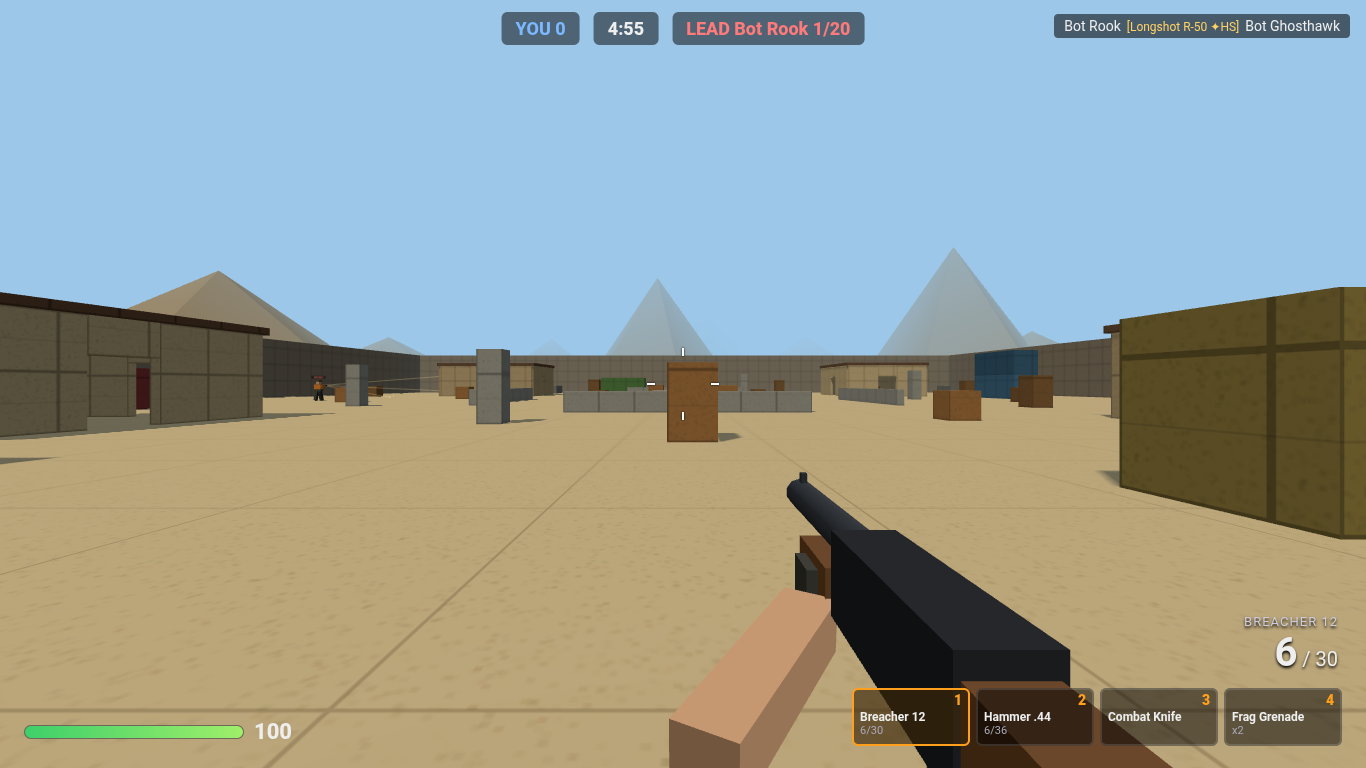 YOU 0
4:55
LEAD Bot Rook 1/20
Bot Rook [Longshot R-50 ✦HS] Bot Ghosthawk
BREACHER 12
6 / 30
100
1
Breacher 12
6/30
2
Hammer .44
6/36
3
Combat Knife
4
Frag Grenade
x2